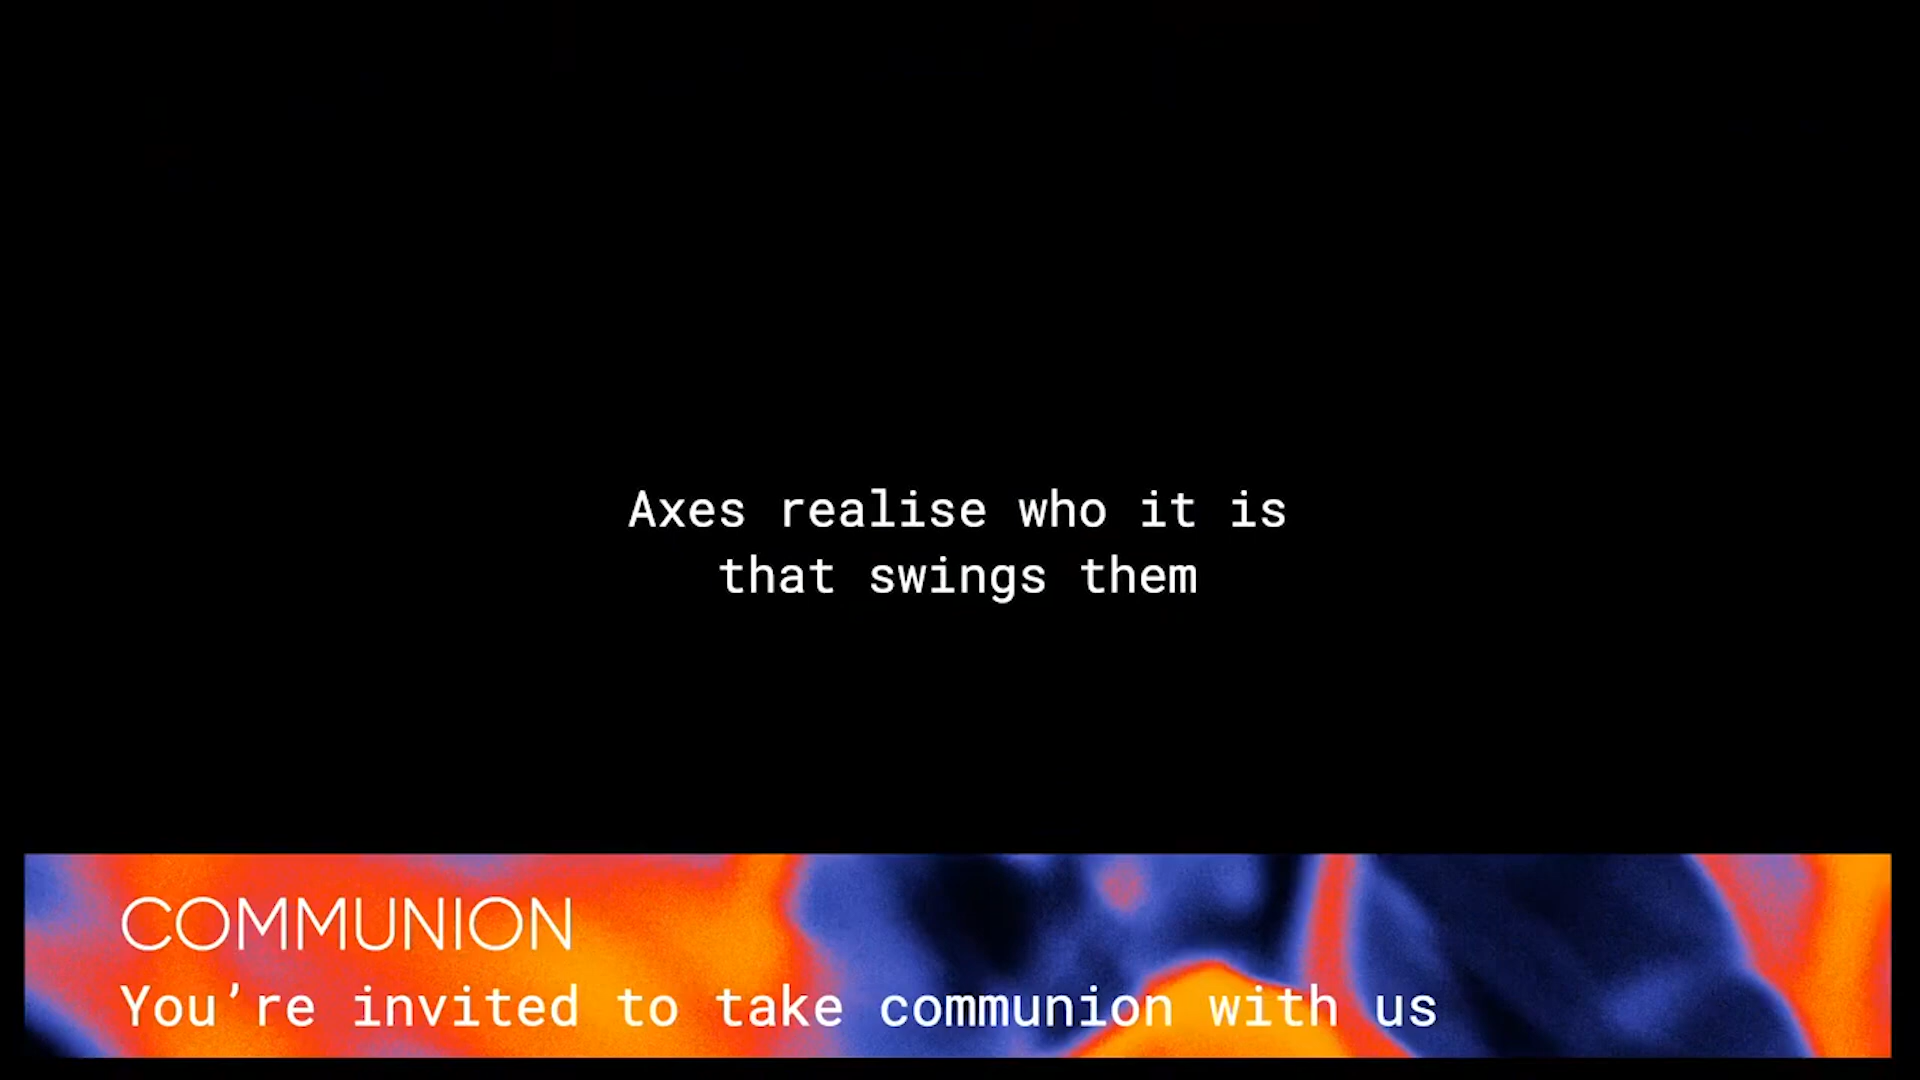 Axes realise who it is
that swings them
COMMUNION
You’re invited to take communion with us